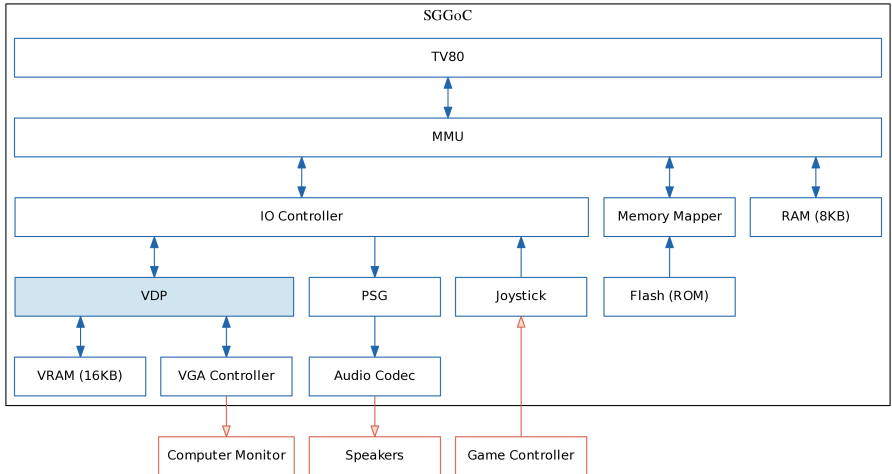 SGGoC
TV80
MMU
IO Controller
Memory Mapper
RAM (8KB)
VDP
PSG
Joystick
Flash (ROM)
VRAM (16KB)
VGA Controller
Audio Codec
Computer Monitor
Speakers
Game Controller